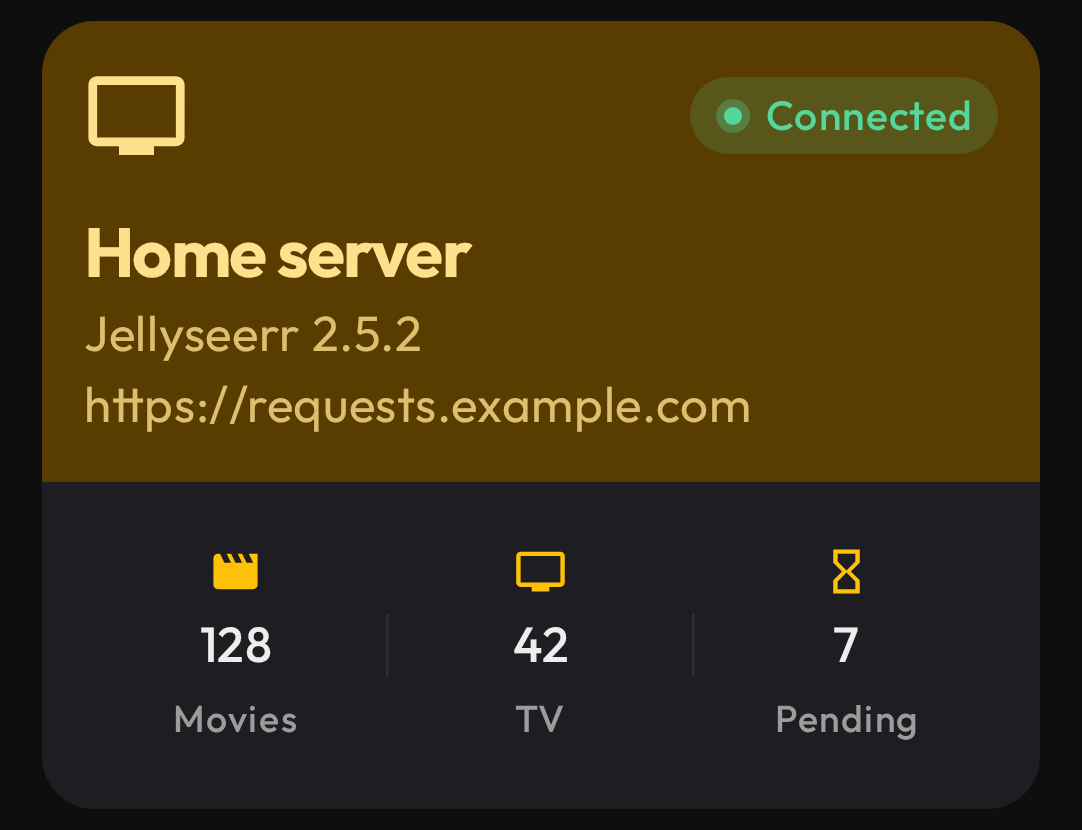 Connected
Home server
Jellyseerr 2.5.2
https://requests.example.com
128
42
7
Movies
TV
Pending